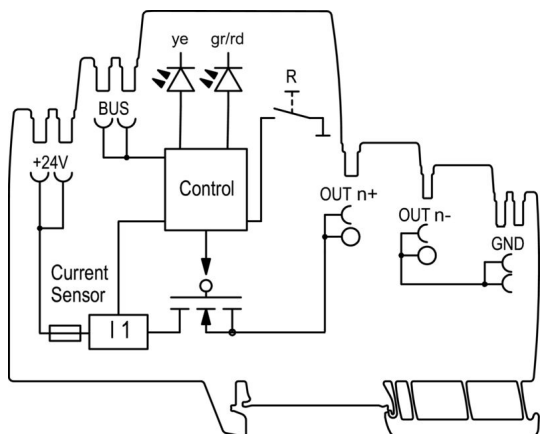 ye gr/rd
R
BUS
+24V
Control
OUT n+
OUT n-
GND
Current
Sensor
I 1